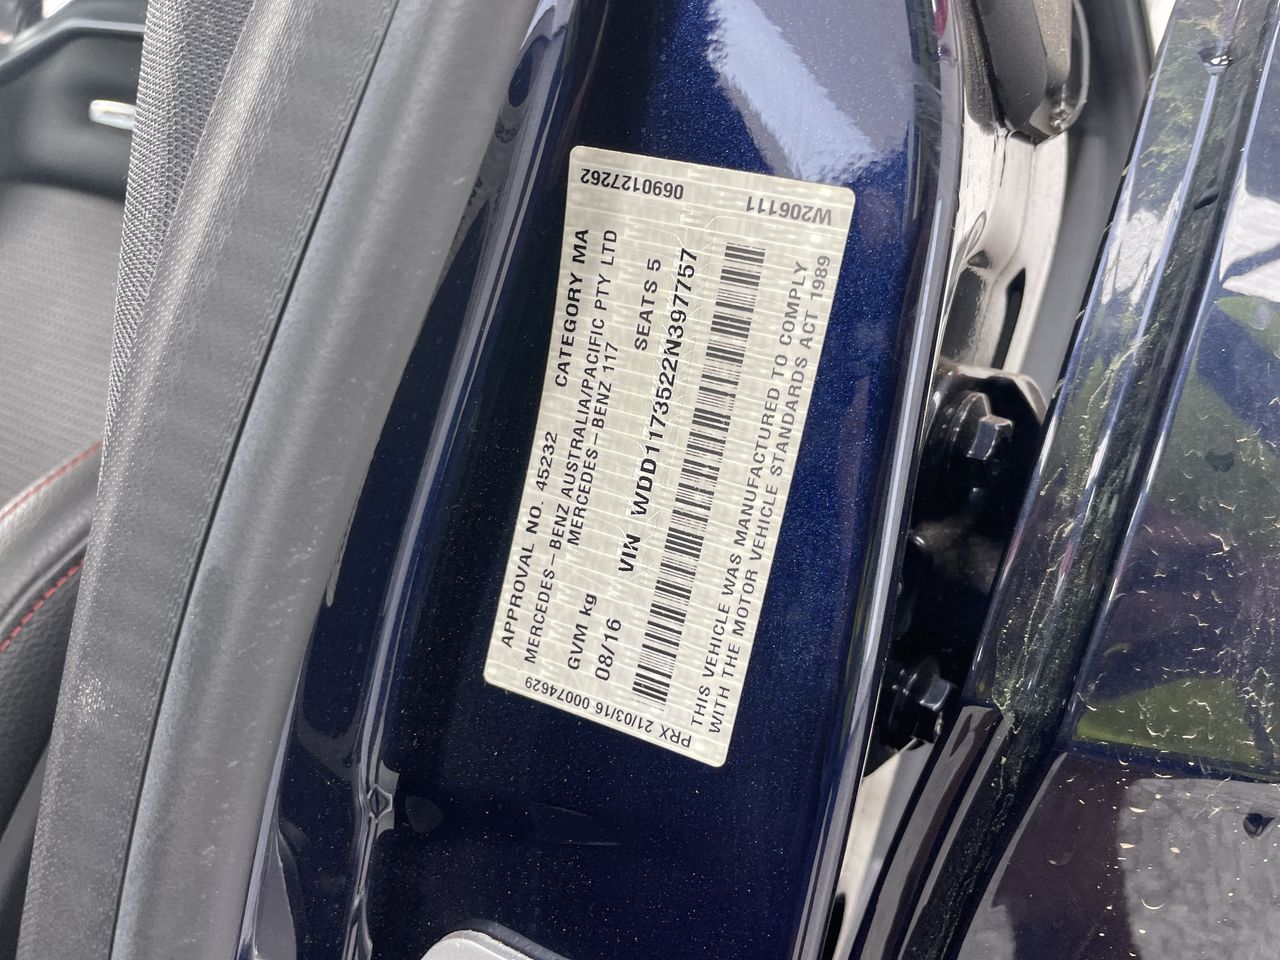 APPROVAL NO. 45232 CATEGORY MA
MERCEDES-BENZ AUSTRALIA/PACIFIC PTY LTD
MERCEDES-BENZ 117
GVM kg SEATS 5
08/16 VIN WDD1173522N397757
THIS VEHICLE WAS MANUFACTURED TO COMPLY
WITH THE MOTOR VEHICLE STANDARDS ACT 1989
0690127262 W206111
PRX 21/03/16 00074629